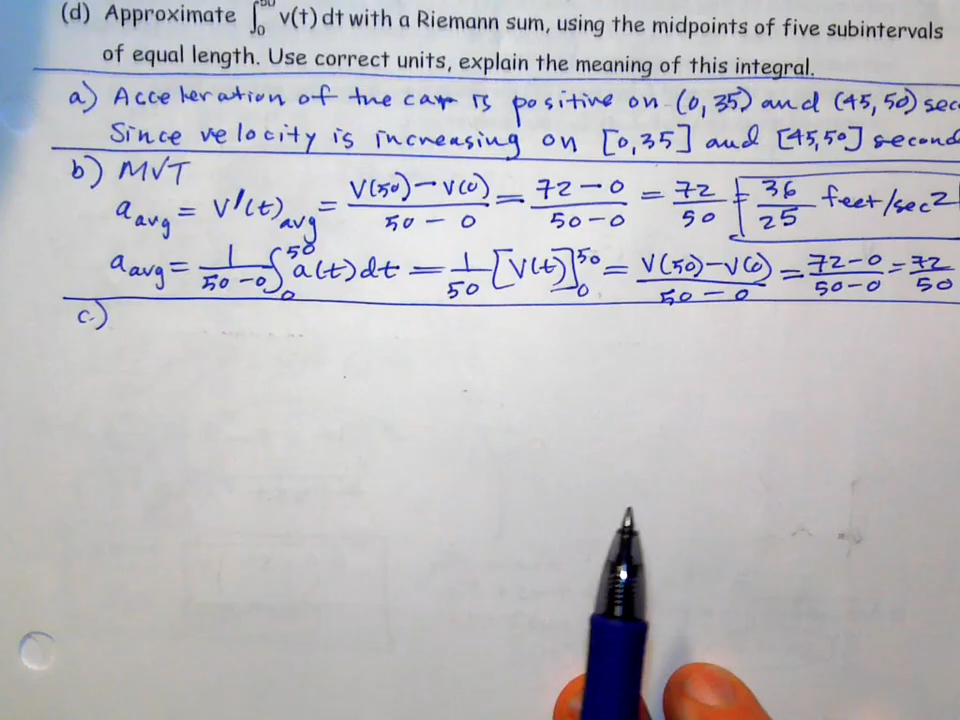 (d) Approximate ∫₀⁵⁰ v(t) dt with a Riemann sum, using the midpoints of five subintervals
of equal length. Use correct units, explain the meaning of this integral.
a) Acceleration of the car is positive on (0, 35) and (45, 50) sec
Since velocity is increasing on [0,35] and [45,50] second
b) MVT
a_avg = V'(t)_avg = (V(50) - V(0))/(50 - 0) = (72 - 0)/(50 - 0) = 72/50 = 36/25 feet/sec²
a_avg = 1/(50 - 0) ∫₀⁵⁰ a(t) dt = 1/50 [V(t)]₀⁵⁰ = (V(50) - V(0))/(50 - 0) = (72 - 0)/(50 - 0) = 72/50
c.)